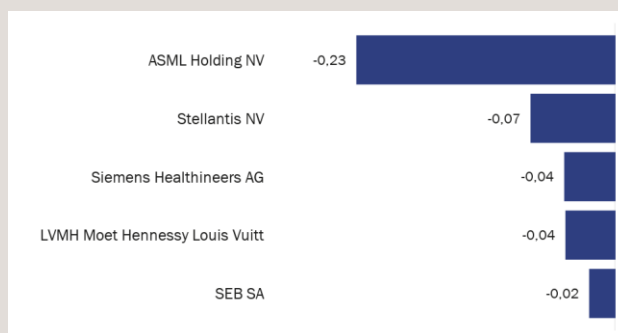 ASML Holding NV -0,23
Stellantis NV -0,07
Siemens Healthineers AG -0,04
LVMH Moet Hennessy Louis Vuitt -0,04
SEB SA -0,02